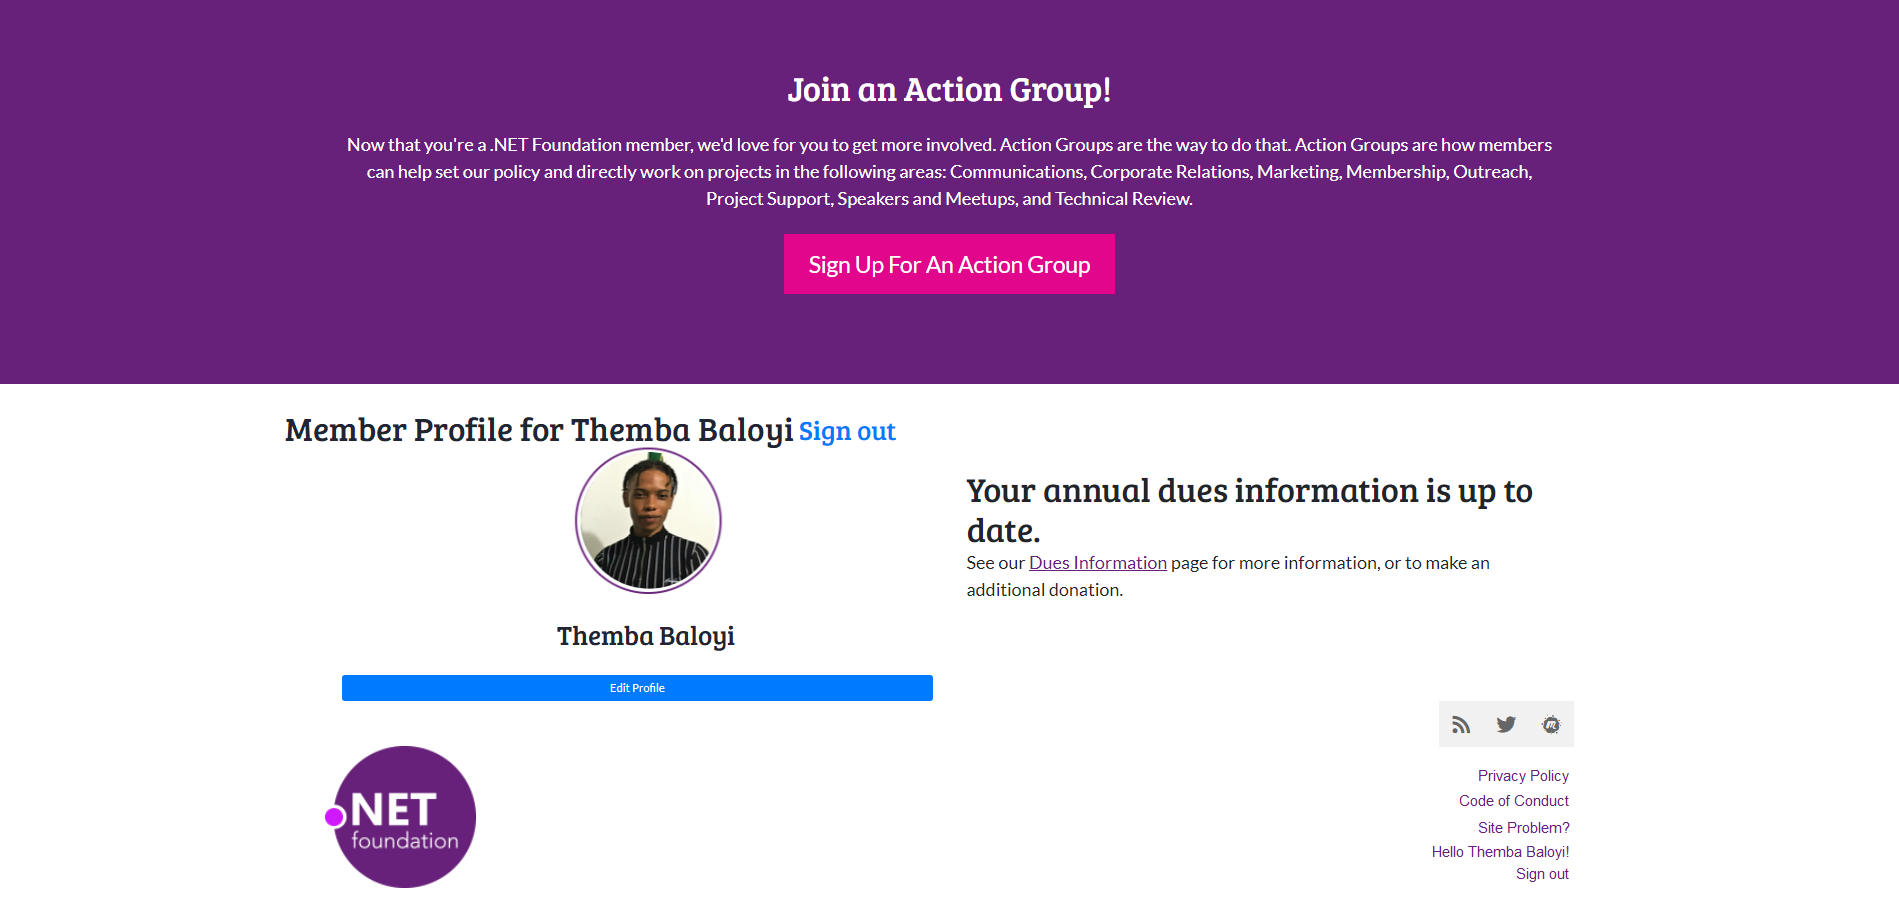 Join an Action Group!
Now that you're a .NET Foundation member, we'd love for you to get more involved. Action Groups are the way to do that. Action Groups are how members
can help set our policy and directly work on projects in the following areas: Communications, Corporate Relations, Marketing, Membership, Outreach,
Project Support, Speakers and Meetups, and Technical Review.
Sign Up For An Action Group
Member Profile for Themba Baloyi Sign out
Your annual dues information is up to
date.
See our Dues Information page for more information, or to make an
additional donation.
Themba Baloyi
Edit Profile
.NET
foundation
Privacy Policy
Code of Conduct
Site Problem?
Hello Themba Baloyi!
Sign out